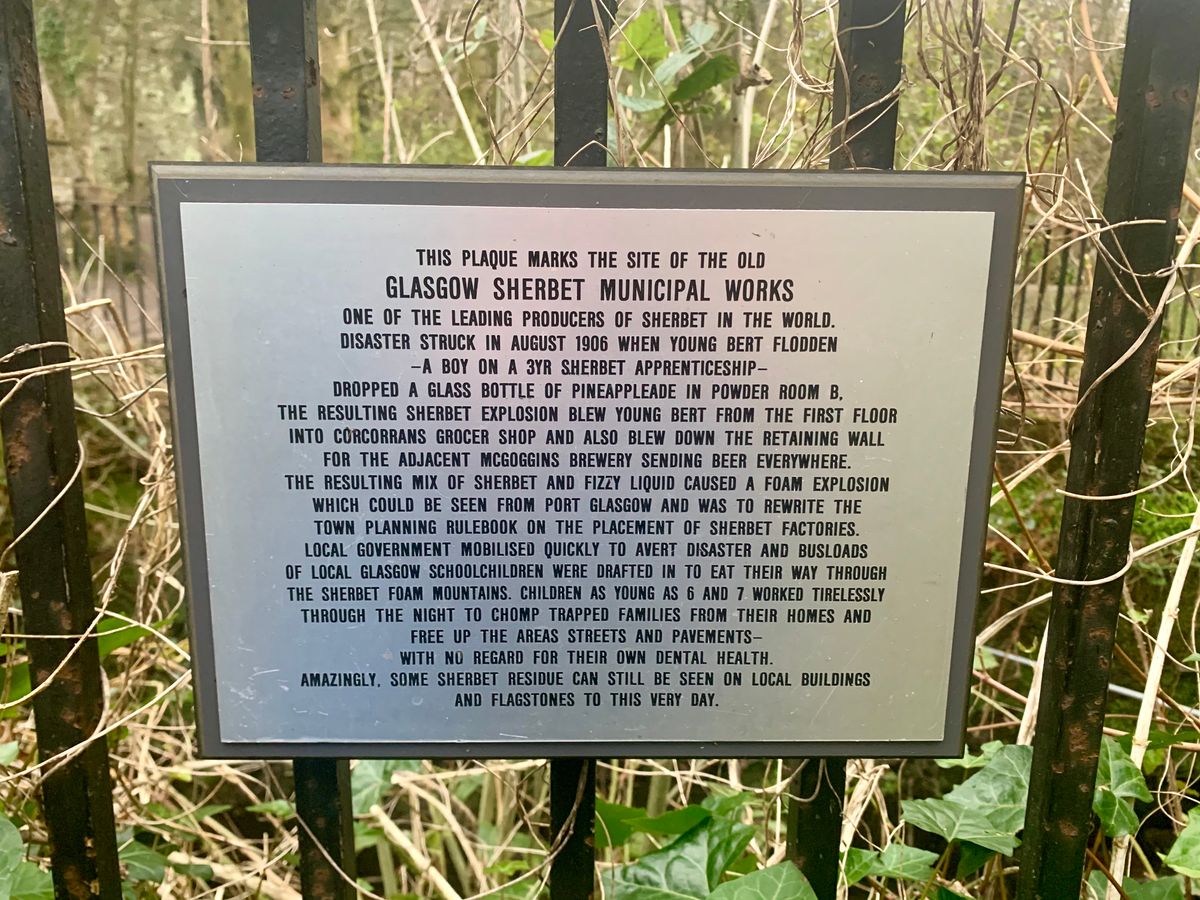 THIS PLAQUE MARKS THE SITE OF THE OLD
GLASGOW SHERBET MUNICIPAL WORKS
ONE OF THE LEADING PRODUCERS OF SHERBET IN THE WORLD.
DISASTER STRUCK IN AUGUST 1906 WHEN YOUNG BERT FLODDEN
–A BOY ON A 3YR SHERBET APPRENTICESHIP–
DROPPED A GLASS BOTTLE OF PINEAPPLEADE IN POWDER ROOM B,
THE RESULTING SHERBET EXPLOSION BLEW YOUNG BERT FROM THE FIRST FLOOR
INTO CORCORRANS GROCER SHOP AND ALSO BLEW DOWN THE RETAINING WALL
FOR THE ADJACENT MCGOGGINS BREWERY SENDING BEER EVERYWHERE.
THE RESULTING MIX OF SHERBET AND FIZZY LIQUID CAUSED A FOAM EXPLOSION
WHICH COULD BE SEEN FROM PORT GLASGOW AND WAS TO REWRITE THE
TOWN PLANNING RULEBOOK ON THE PLACEMENT OF SHERBET FACTORIES.
LOCAL GOVERNMENT MOBILISED QUICKLY TO AVERT DISASTER AND BUSLOADS
OF LOCAL GLASGOW SCHOOLCHILDREN WERE DRAFTED IN TO EAT THEIR WAY THROUGH
THE SHERBET FOAM MOUNTAINS. CHILDREN AS YOUNG AS 6 AND 7 WORKED TIRELESSLY
THROUGH THE NIGHT TO CHOMP TRAPPED FAMILIES FROM THEIR HOMES AND
FREE UP THE AREAS STREETS AND PAVEMENTS–
WITH NO REGARD FOR THEIR OWN DENTAL HEALTH.
AMAZINGLY, SOME SHERBET RESIDUE CAN STILL BE SEEN ON LOCAL BUILDINGS
AND FLAGSTONES TO THIS VERY DAY.